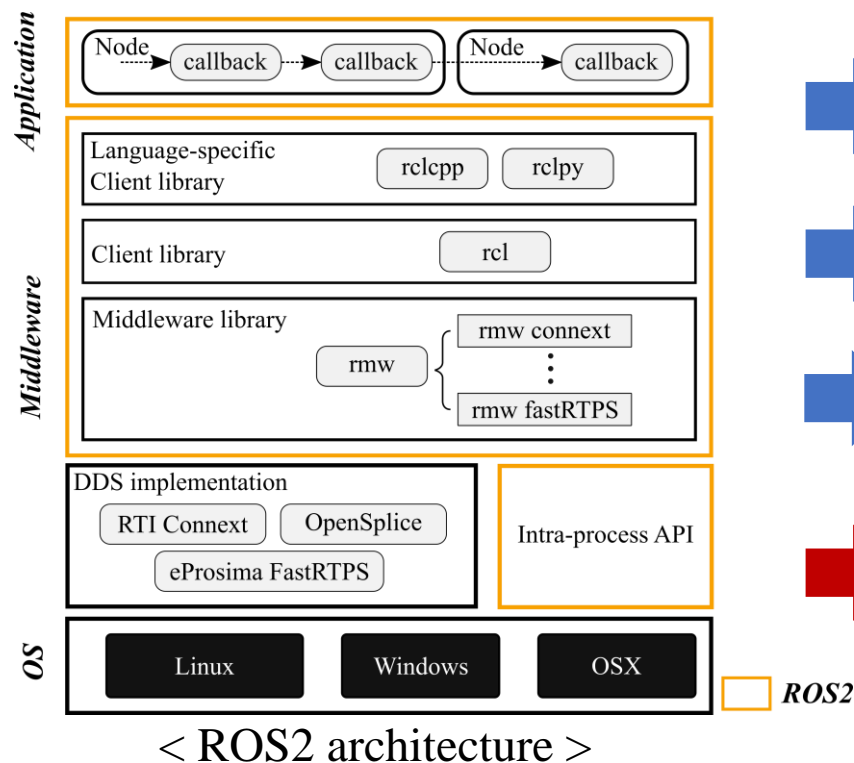 Application
Node
callback
callback
Node
callback
Middleware
Language-specific
Client library
rclcpp
rclpy
Client library
rcl
Middleware library
rmw
rmw connext
rmw fastRTPS
DDS implementation
RTI Connext
OpenSplice
eProsima FastRTPS
Intra-process API
OS
Linux
Windows
OSX
ROS2
< ROS2 architecture >